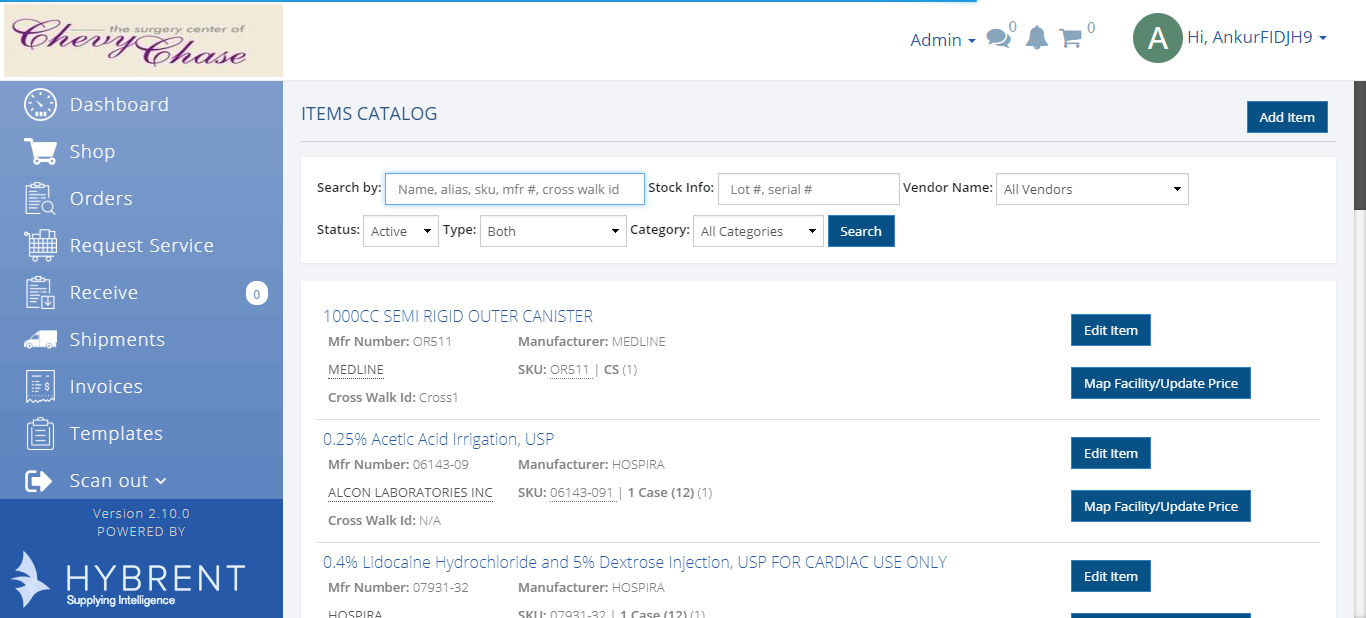 the surgery center of
Chevy Chase
Admin
0
0
A
Hi, AnkurFIDJH9
Dashboard
Shop
Orders
Request Service
Receive
0
Shipments
Invoices
Templates
Scan out
Version 2.10.0
POWERED BY
HYBRENT
Supplying Intelligence
ITEMS CATALOG
Add Item
Search by: Name, alias, sku, mfr #, cross walk id Stock Info: Lot #, serial # Vendor Name: All Vendors
Status: Active Type: Both Category: All Categories Search
1000CC SEMI RIGID OUTER CANISTER
Mfr Number: OR511 Manufacturer: MEDLINE
MEDLINE SKU: OR511 | CS (1)
Cross Walk Id: Cross1
Edit Item
Map Facility/Update Price
0.25% Acetic Acid Irrigation, USP
Mfr Number: 06143-09 Manufacturer: HOSPIRA
ALCON LABORATORIES INC SKU: 06143-091 | 1 Case (12) (1)
Cross Walk Id: N/A
Edit Item
Map Facility/Update Price
0.4% Lidocaine Hydrochloride and 5% Dextrose Injection, USP FOR CARDIAC USE ONLY
Mfr Number: 07931-32 Manufacturer: HOSPIRA
HOSPIRA SKU: 07931-32 | 1 Case (12) (1)
Edit Item